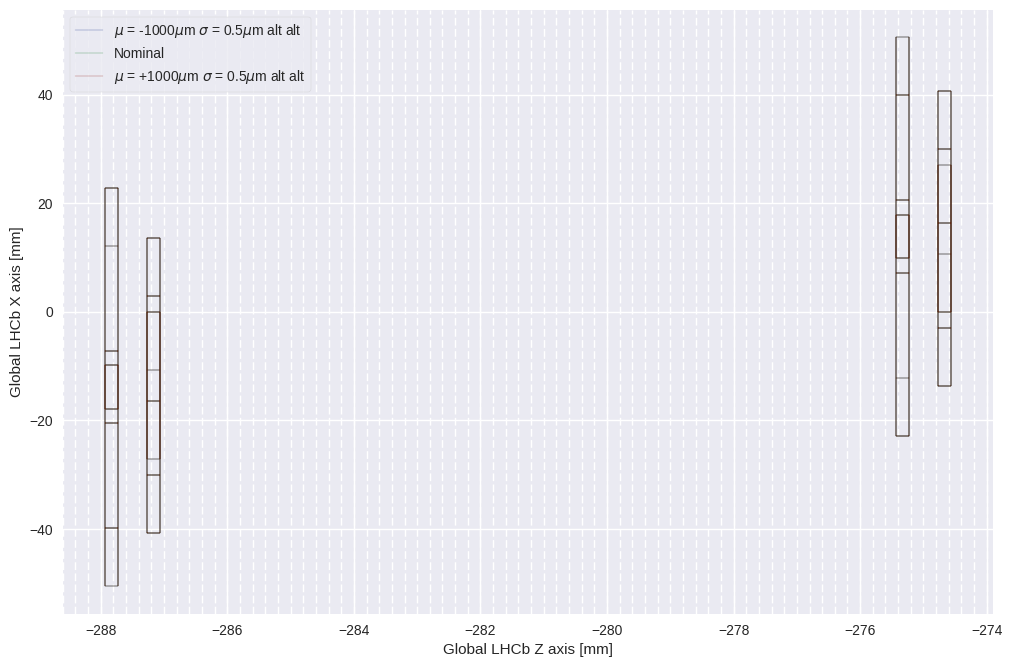 μ = -1000μm σ = 0.5μm alt alt
Nominal
μ = +1000μm σ = 0.5μm alt alt
40
20
0
−20
−40
Global LHCb X axis [mm]
−288 −286 −284 −282 −280 −278 −276 −274
Global LHCb Z axis [mm]